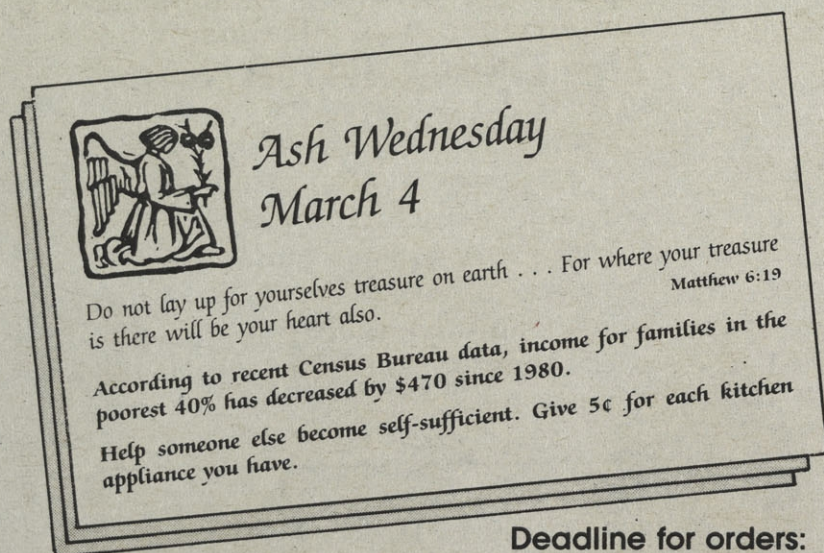 Ash Wednesday
March 4
Do not lay up for yourselves treasure on earth . . . For where your treasure
is there will be your heart also.
Matthew 6:19
According to recent Census Bureau data, income for families in the
poorest 40% has decreased by $470 since 1980.
Help someone else become self-sufficient. Give 5¢ for each kitchen
appliance you have.
Deadline for orders: